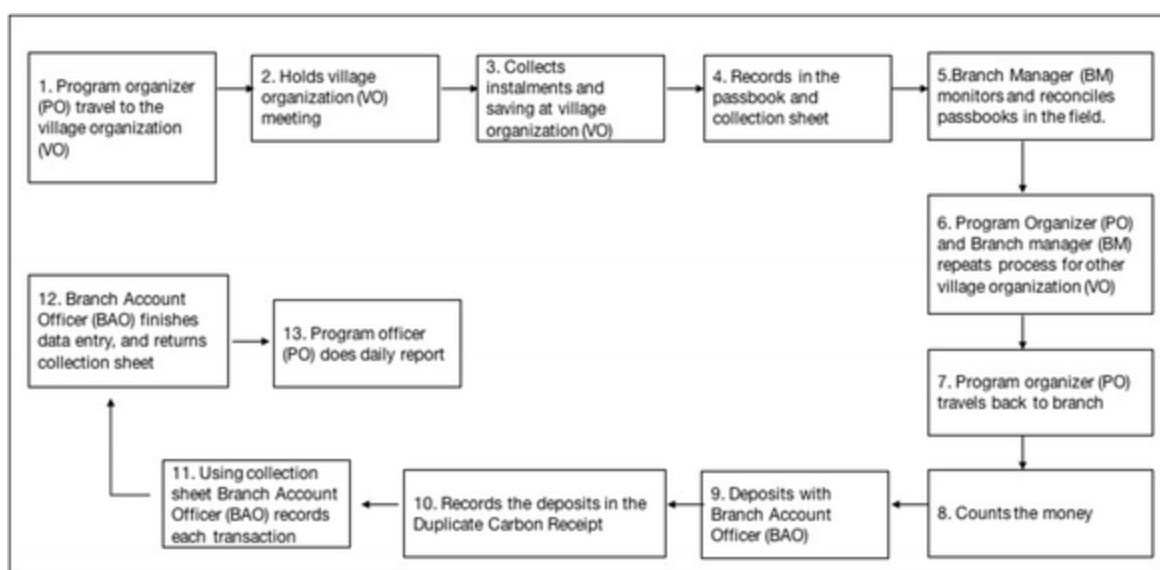 1. Program organizer
(PO) travel to the
village organization
(VO)
2. Holds village
organization (VO)
meeting
3. Collects
instalments and
saving at village
organization (VO)
4. Records in the
passbook and
collection sheet
5.Branch Manager (BM)
monitors and reconciles
passbooks in the field.
6. Program Organizer (PO)
and Branch manager (BM)
repeats process for other
village organization (VO)
7. Program organizer (PO)
travels back to branch
8. Counts the money
9. Deposits with
Branch Account
Officer (BAO)
10. Records the deposits in the
Duplicate Carbon Receipt
11. Using collection
sheet Branch Account
Officer (BAO) records
each transaction
12. Branch Account
Officer (BAO) finishes
data entry, and returns
collection sheet
13. Program officer
(PO) does daily report